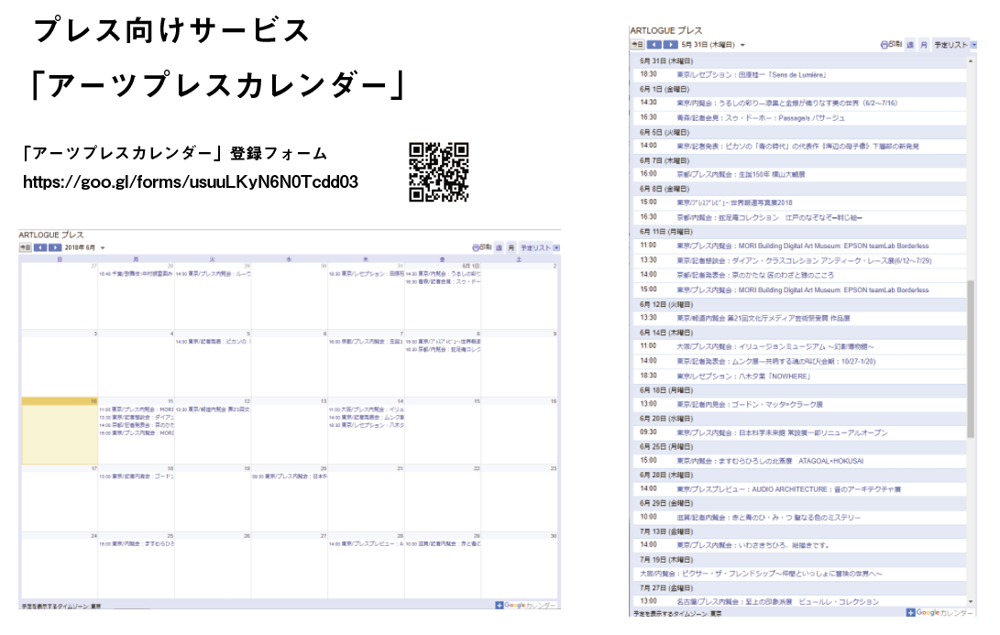 プレス向けサービス
「アーツプレスカレンダー」
「アーツプレスカレンダー」登録フォーム
https://goo.gl/forms/usuuLKyN6N0Tcdd03
ARTLOGUE プレス
今日 2018年 6月 印刷 週 月 予定リスト
日 月 火 水 木 金 土
27 28 29 30 31 6月 1日 2
14:00 東京/プレス内覧会：ルーヴ
18:30 東京/レセプション：田原桂
14:30 東京/内覧会：うるしの彩り
16:30 青森/記者会見：スゥ・ドー
3 4 5 6 7 8 9
14:00 東京/記者発表：ピカソの「
16:00 京都/プレス内覧会：生誕1
15:00 東京/ﾌﾟﾚｽﾌﾟﾚﾋﾞｭｰ:世界報道
16:30 京都/内覧会：蚊足庵コレク
10 11 12 13 14 15 16
11:00 東京/プレス内覧会：MORI
13:30 東京/記者懇談会：ダイアン
14:00 京都/記者発表会：京のかた
15:00 東京/プレス内覧会：MORI
13:30 東京/報道内覧会 第21回文
11:00 大阪/プレス内覧会：イリュ
14:00 東京/記者発表会：ムンク展
18:30 東京/レセプション：八木夕
17 18 19 20 21 22 23
13:00 東京/記者内見会：ゴード
09:30 東京/プレス内覧会：日本科
24 25 26 27 28 29 30
15:00 東京/内覧会：ますむらひろ
14:00 東京/プレスプレビュー：A
10:00 滋賀/記者内覧会：赤と青の
予定を表示するタイムゾーン: 東京
Google カレンダー
ARTLOGUE プレス
今日 5月 31日 (木曜日) 印刷 週 月 予定リスト
5月 31日 (木曜日)
18:30 東京/レセプション：田原桂一「Sens de Lumière」
6月 1日 (金曜日)
14:30 東京/内覧会：うるしの彩り―漆黒と金銀が織りなす美の世界（6/2〜7/16）
16:30 青森/記者会見：スゥ・ドーホー：Passage/s パサージュ
6月 5日 (火曜日)
14:00 東京/記者発表：ピカソの「青の時代」の代表作《海辺の母子像》下層部の新発見
6月 7日 (木曜日)
16:00 京都/プレス内覧会：生誕150年 横山大観展
6月 8日 (金曜日)
15:00 東京/ﾌﾟﾚｽﾌﾟﾚﾋﾞｭｰ:世界報道写真展2018
16:30 京都/内覧会：蚊足庵コレクション 江戸のなぞなぞ―判じ絵―
6月 11日 (月曜日)
11:00 東京/プレス内覧会：MORI Building Digital Art Museum: EPSON teamLab Borderless
13:30 東京/記者懇談会：ダイアン・クラスコレション アンティーク・レース展(6/12〜7/29)
14:00 京都/記者発表会：京のかたな 匠のわざと雅のこころ
15:00 東京/プレス内覧会：MORI Building Digital Art Museum: EPSON teamLab Borderless
6月 12日 (火曜日)
13:30 東京/報道内覧会 第21回文化庁メディア芸術祭受賞 作品展
6月 14日 (木曜日)
11:00 大阪/プレス内覧会：イリュージョンミュージアム 〜幻影博物館〜
14:00 東京/記者発表会：ムンク展―共鳴する魂の叫び(会期：10/27-1/20)
18:30 東京/レセプション：八木夕菜「NOWHERE」
6月 18日 (月曜日)
13:00 東京/記者内見会：ゴードン・マッタ=クラーク展
6月 20日 (水曜日)
09:30 東京/プレス内覧会：日本科学未来館 常設展一部リニューアルオープン
6月 25日 (月曜日)
15:00 東京/内覧会：ますむらひろしの北斎展 ATAGOAL×HOKUSAI
6月 28日 (木曜日)
14:00 東京/プレスプレビュー：AUDIO ARCHITECTURE：音のアーキテクチャ展
6月 29日 (金曜日)
10:00 滋賀/記者内覧会：赤と青のひ・み・つ 聖なる色のミステリー
7月 13日 (金曜日)
14:00 東京/プレス内覧会：いわさきちひろ、絵描きです。
7月 19日 (木曜日)
大阪/内覧会：ピクサー・ザ・フレンドシップ〜仲間といっしょに冒険の世界へ〜
7月 27日 (金曜日)
13:00 名古屋/プレス内覧会：至上の印象派展 ビュールレ・コレクション
予定を表示するタイムゾーン: 東京
Google カレンダー